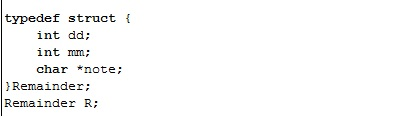 typedef struct {
    int dd;
    int mm;
    char *note;
}Remainder;
Remainder R;